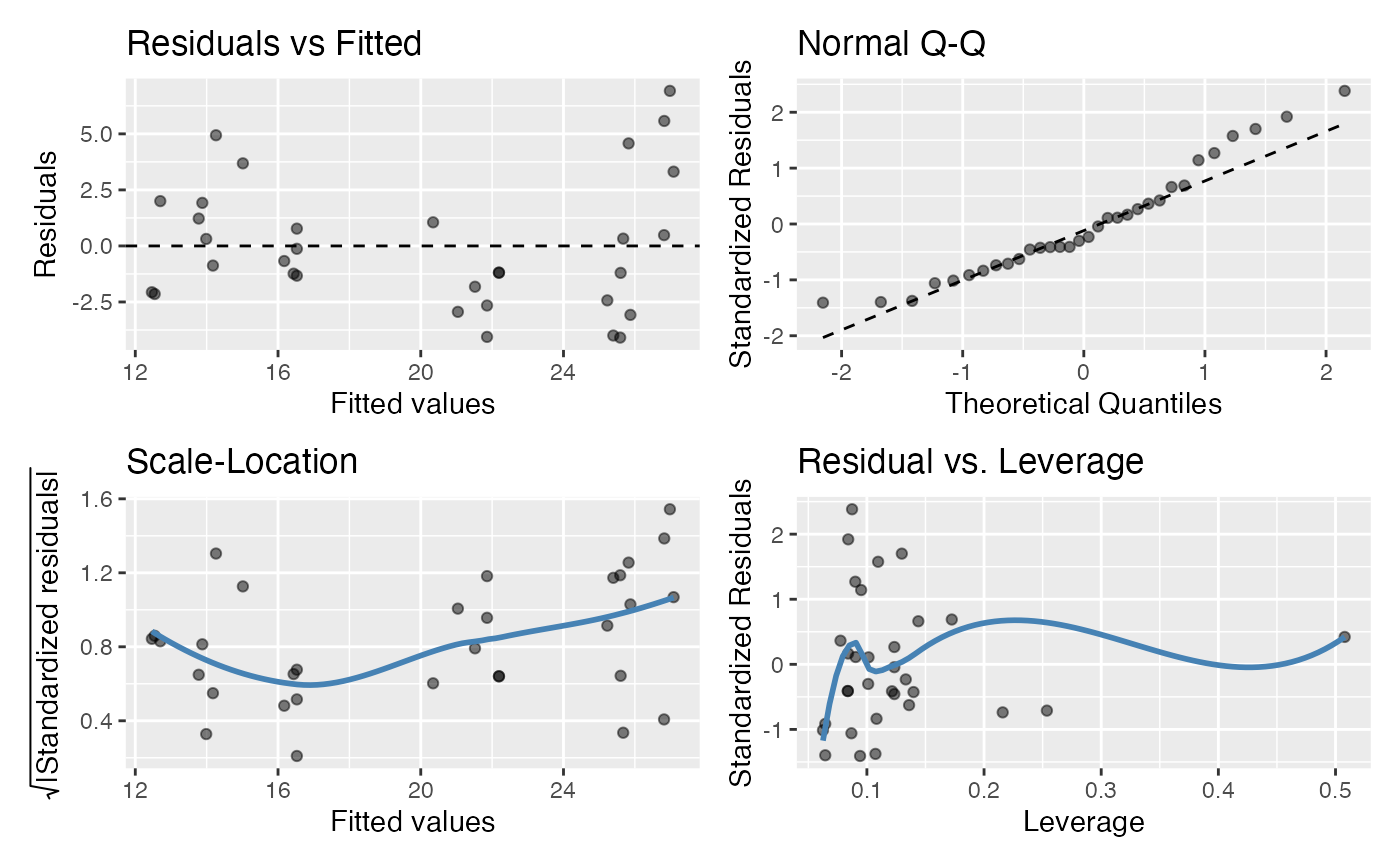 Residuals vs Fitted
Residuals
5.0
2.5
0.0
-2.5
12 16 20 24
Fitted values
Normal Q-Q
Standardized Residuals
2
1
0
-1
-2
-2 -1 0 1 2
Theoretical Quantiles
Scale-Location
√|Standardized residuals|
1.6
1.2
0.8
0.4
12 16 20 24
Fitted values
Residual vs. Leverage
Standardized Residuals
2
1
0
-1
0.1 0.2 0.3 0.4 0.5
Leverage